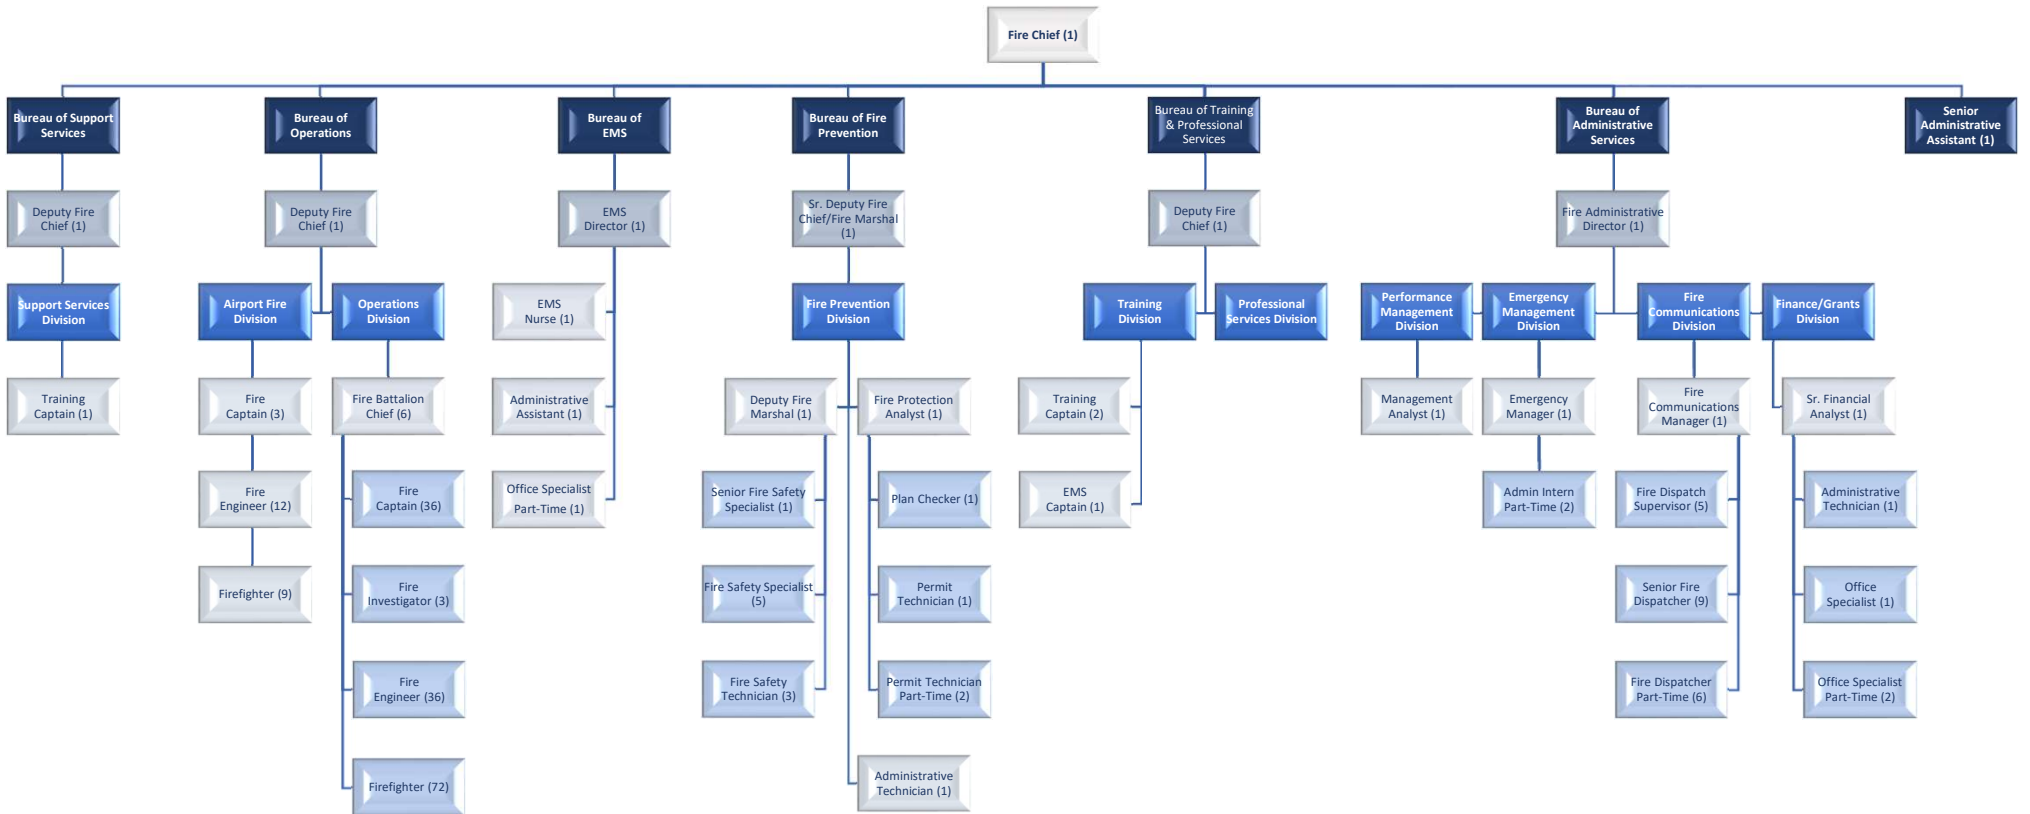 Fire Chief (1)
Bureau of Support
Services
Bureau of
Operations
Bureau of
EMS
Bureau of Fire
Prevention
Bureau of Training
& Professional
Services
Bureau of
Administrative
Services
Senior
Administrative
Assistant (1)
Deputy Fire
Chief (1)
Deputy Fire
Chief (1)
EMS
Director (1)
Sr. Deputy Fire
Chief/Fire Marshal
(1)
Deputy Fire
Chief (1)
Fire Administrative
Director (1)
Support Services
Division
Airport Fire
Division
Operations
Division
EMS
Nurse (1)
Fire Prevention
Division
Training
Division
Professional
Services Division
Performance
Management
Division
Emergency
Management
Division
Fire
Communications
Division
Finance/Grants
Division
Training
Captain (1)
Fire
Captain (3)
Fire Battalion
Chief (6)
Administrative
Assistant (1)
Deputy Fire
Marshal (1)
Fire Protection
Analyst (1)
Training
Captain (2)
Management
Analyst (1)
Emergency
Manager (1)
Fire
Communications
Manager (1)
Sr. Financial
Analyst (1)
Fire
Engineer (12)
Fire
Captain (36)
Office Specialist
Part-Time (1)
Senior Fire Safety
Specialist (1)
Plan Checker (1)
EMS
Captain (1)
Admin Intern
Part-Time (2)
Fire Dispatch
Supervisor (5)
Administrative
Technician (1)
Firefighter (9)
Fire
Investigator (3)
Fire Safety Specialist
(5)
Permit
Technician (1)
Senior Fire
Dispatcher (9)
Office
Specialist (1)
Fire
Engineer (36)
Fire Safety
Technician (3)
Permit Technician
Part-Time (2)
Fire Dispatcher
Part-Time (6)
Office Specialist
Part-Time (2)
Firefighter (72)
Administrative
Technician (1)